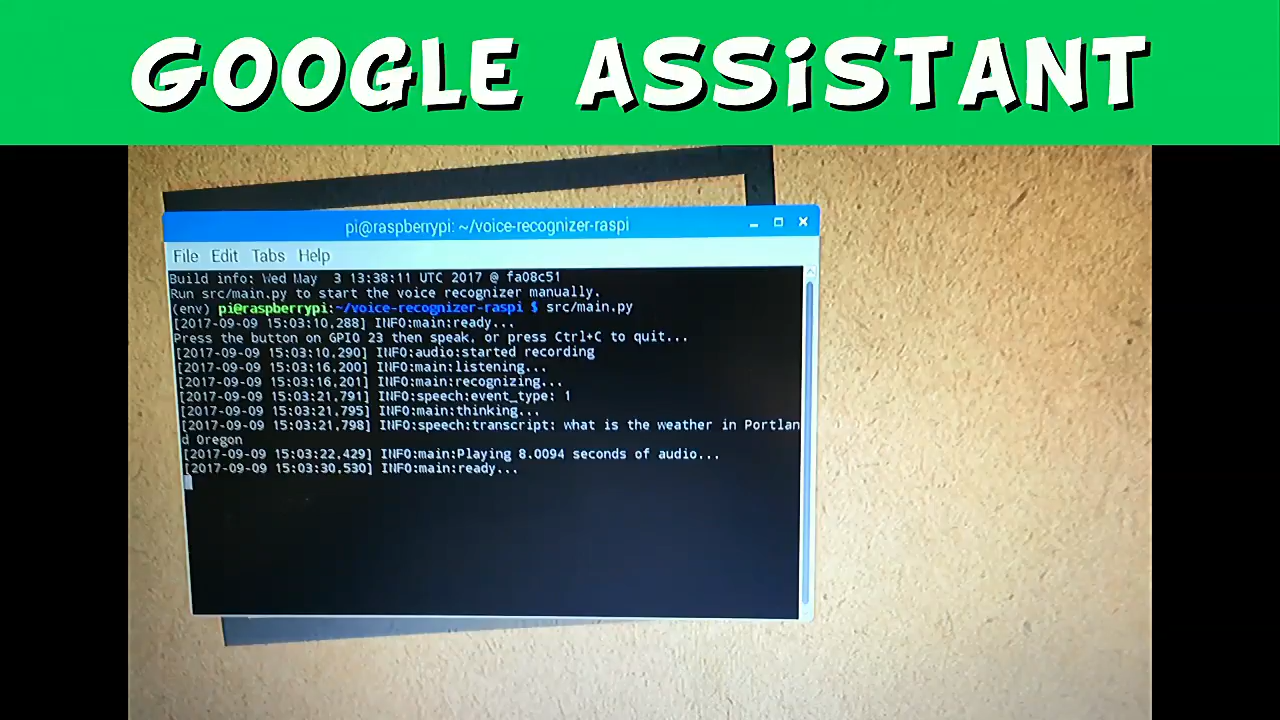 GOOGLE ASSiSTANT
pi@raspberrypi: ~/voice-recognizer-raspi
File Edit Tabs Help
Build info: Wed May  3 13:38:11 UTC 2017 @ fa08c51
Run src/main.py to start the voice recognizer manually.
(env) pi@raspberrypi:~/voice-recognizer-raspi $ src/main.py
[2017-09-09 15:03:10,288] INFO:main:ready...
Press the button on GPIO 23 then speak, or press Ctrl+C to quit...
[2017-09-09 15:03:10,290] INFO:audio:started recording
[2017-09-09 15:03:16,200] INFO:main:listening...
[2017-09-09 15:03:16,201] INFO:main:recognizing...
[2017-09-09 15:03:21,791] INFO:speech:event_type: 1
[2017-09-09 15:03:21,795] INFO:main:thinking...
[2017-09-09 15:03:21,798] INFO:speech:transcript: what is the weather in Portlan
d Oregon
[2017-09-09 15:03:22,429] INFO:main:Playing 8.0094 seconds of audio...
[2017-09-09 15:03:30,530] INFO:main:ready...